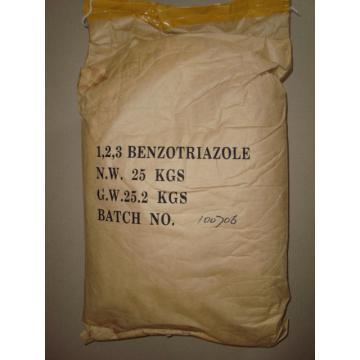 1,2,3 BENZOTRIAZOLE
N.W. 25 KGS
G.W.25.2 KGS
BATCH NO. 100706